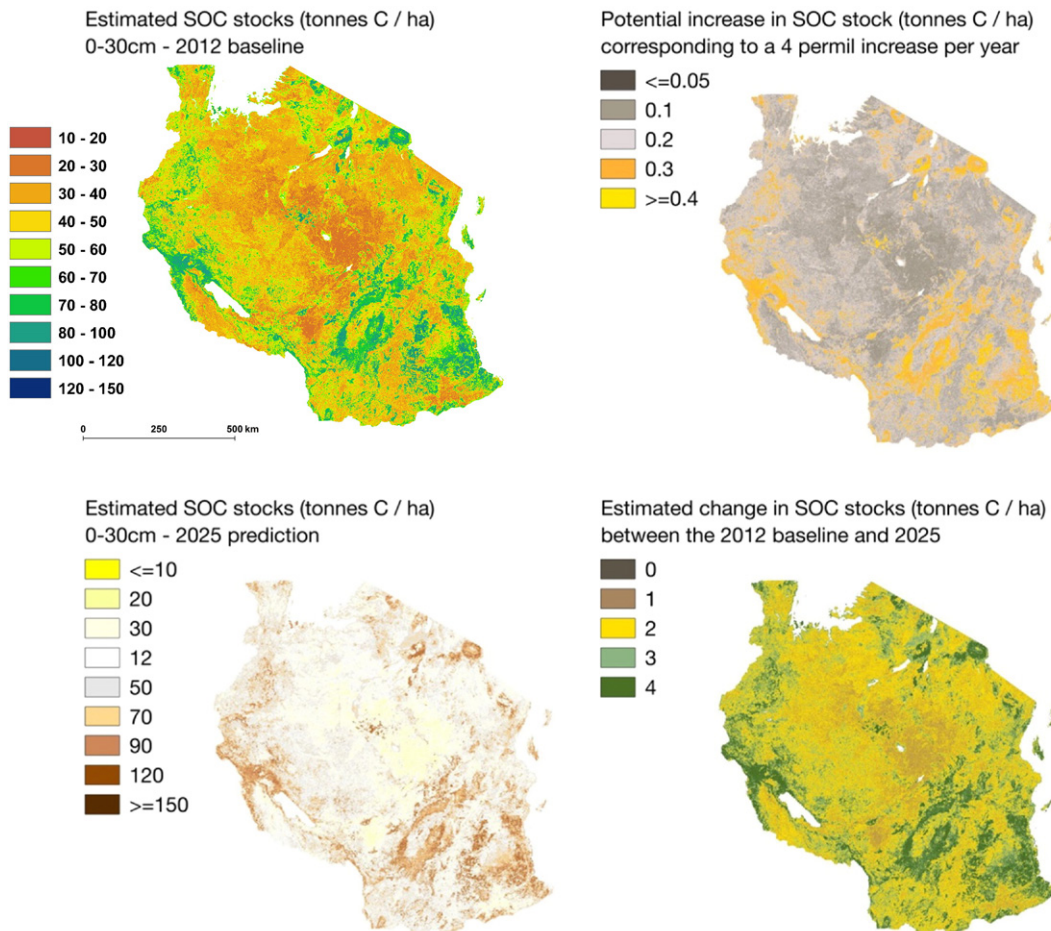 Estimated SOC stocks (tonnes C / ha)
0-30cm - 2012 baseline
10 - 20
20 - 30
30 - 40
40 - 50
50 - 60
60 - 70
70 - 80
80 - 100
100 - 120
120 - 150
0 250 500 km
Potential increase in SOC stock (tonnes C / ha)
corresponding to a 4 permil increase per year
<=0.05
0.1
0.2
0.3
>=0.4
Estimated SOC stocks (tonnes C / ha)
0-30cm - 2025 prediction
<=10
20
30
12
50
70
90
120
>=150
Estimated change in SOC stocks (tonnes C / ha)
between the 2012 baseline and 2025
0
1
2
3
4